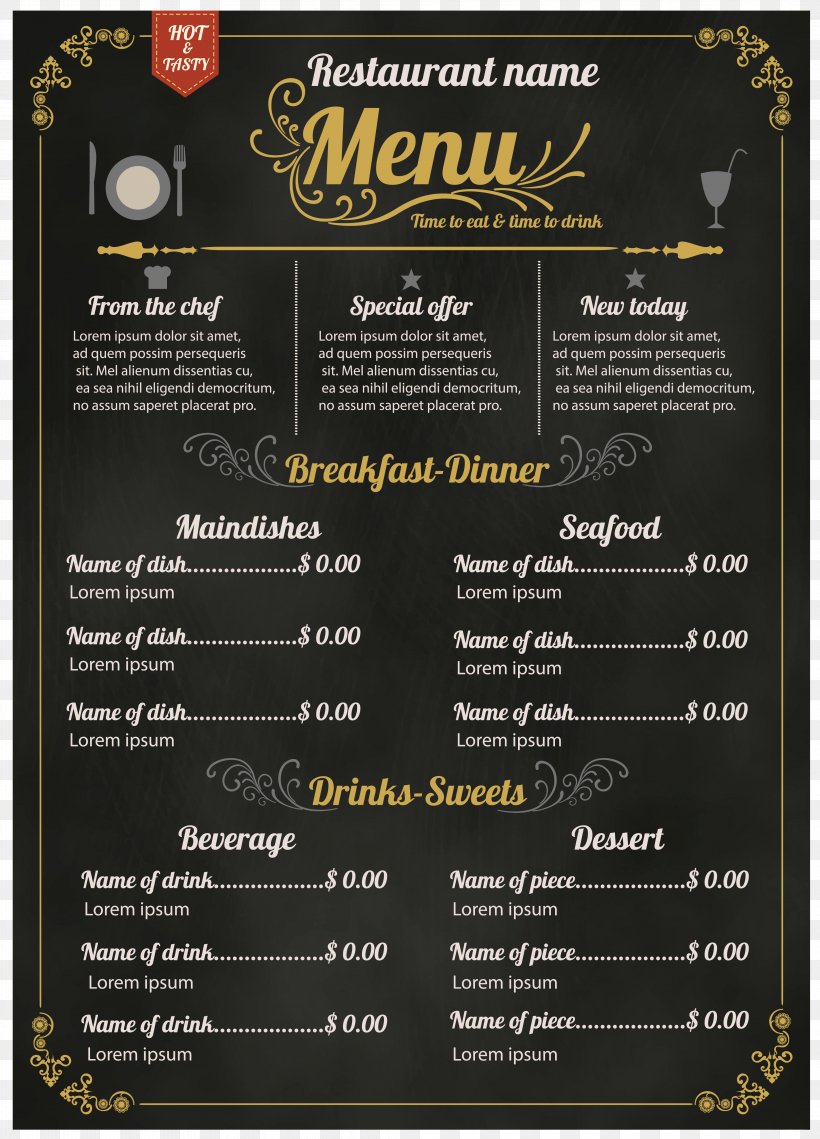 HOT
&
TASTY
Restaurant name
Menu
Time to eat & time to drink
From the chef
Lorem ipsum dolor sit amet,
ad quem possim persequeris
sit. Mel alienum dissentias cu,
ea sea nihil eligendi democritum,
no assum saperet placerat pro.
Special offer
Lorem ipsum dolor sit amet,
ad quem possim persequeris
sit. Mel alienum dissentias cu,
ea sea nihil eligendi democritum,
no assum saperet placerat pro.
New today
Lorem ipsum dolor sit amet,
ad quem possim persequeris
sit. Mel alienum dissentias cu,
ea sea nihil eligendi democritum,
no assum saperet placerat pro.
Breakfast-Dinner
Maindishes
Name of dish...................$ 0.00
Lorem ipsum
Name of dish...................$ 0.00
Lorem ipsum
Name of dish...................$ 0.00
Lorem ipsum
Seafood
Name of dish...................$ 0.00
Lorem ipsum
Name of dish...................$ 0.00
Lorem ipsum
Name of dish...................$ 0.00
Lorem ipsum
Drinks-Sweets
Beverage
Name of drink...................$ 0.00
Lorem ipsum
Name of drink...................$ 0.00
Lorem ipsum
Name of drink...................$ 0.00
Lorem ipsum
Dessert
Name of piece...................$ 0.00
Lorem ipsum
Name of piece...................$ 0.00
Lorem ipsum
Name of piece...................$ 0.00
Lorem ipsum